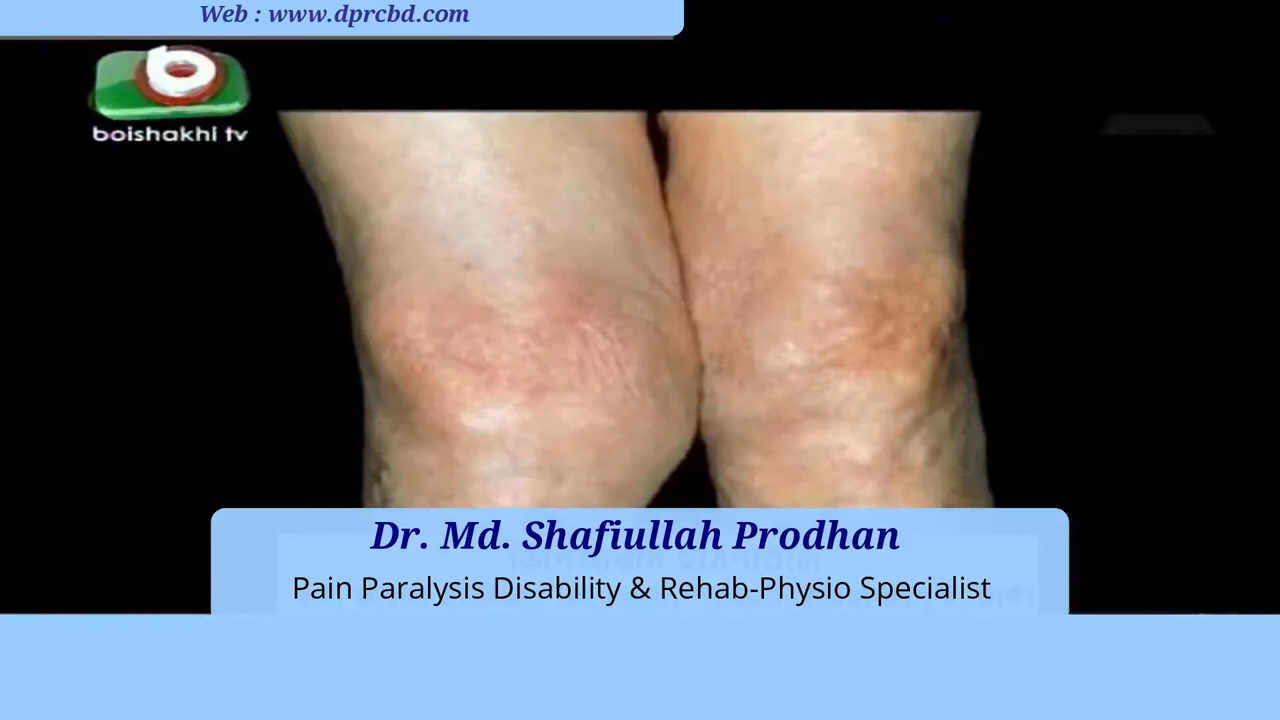 Web : www.dprcbd.com
boishakhi tv
Dr. Md. Shafiullah Prodhan
Pain Paralysis Disability & Rehab-Physio Specialist